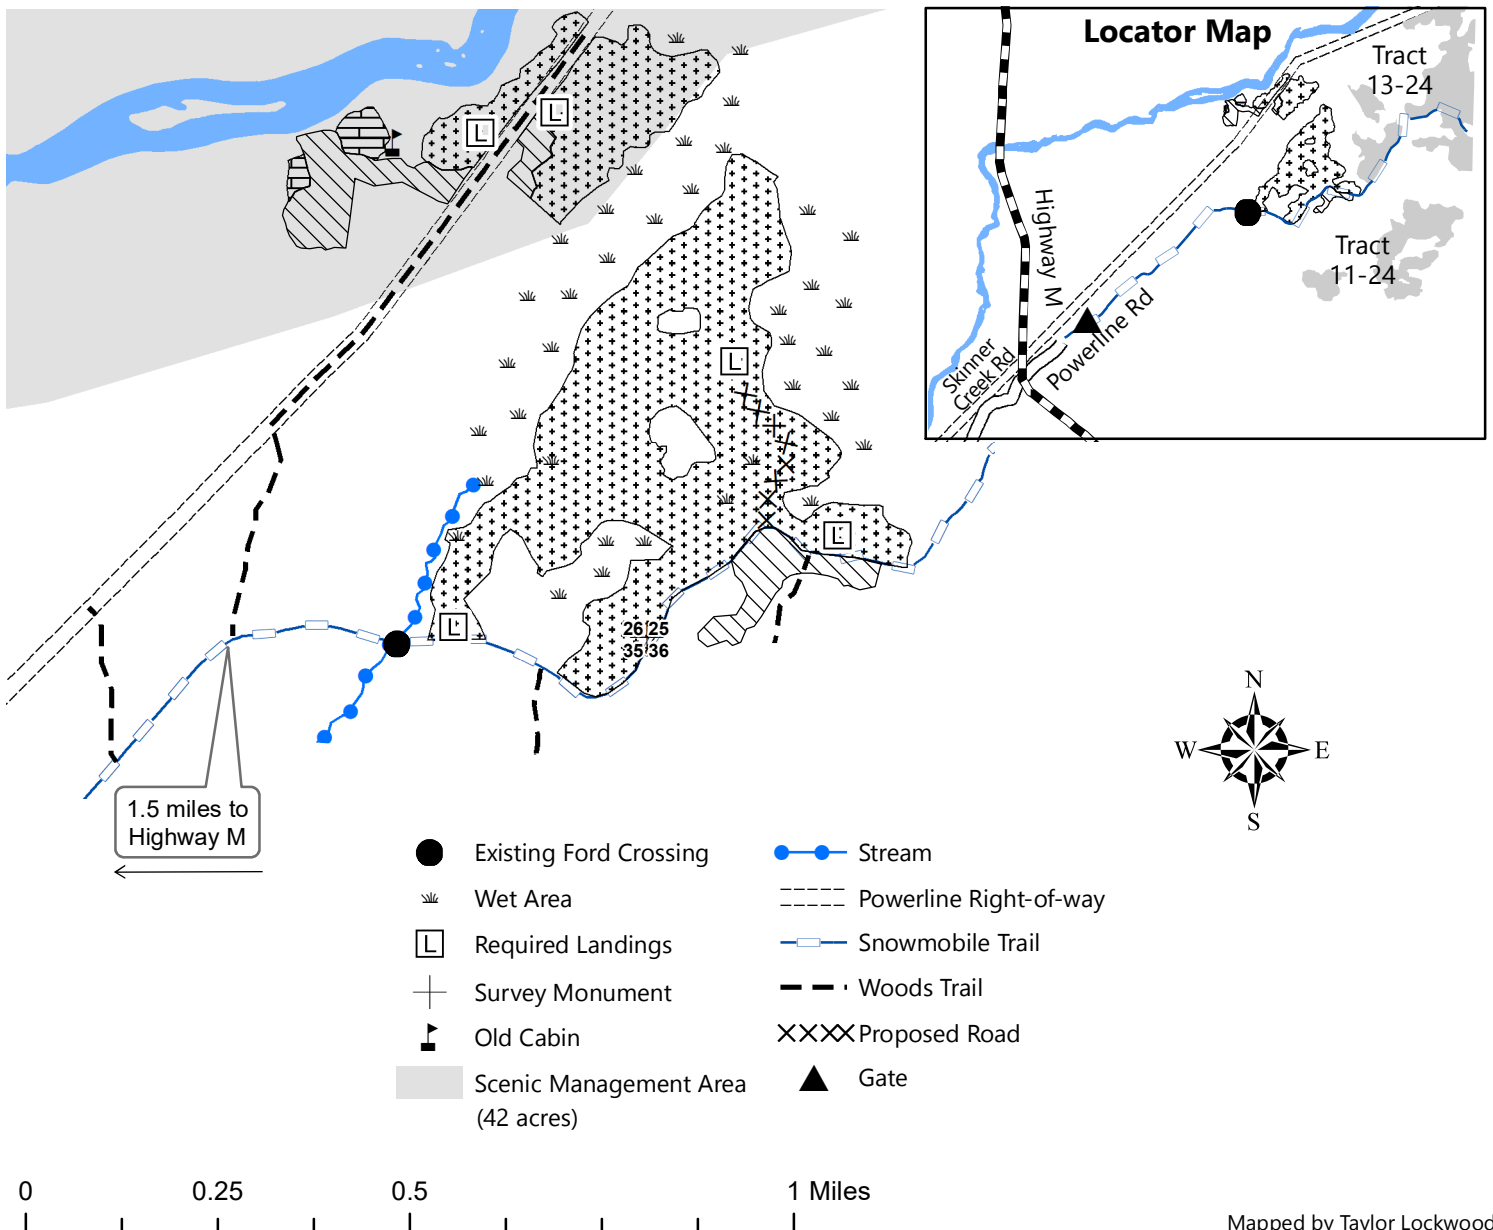 Locator Map
Tract
13-24
Highway M
Tract
11-24
Skinner
Creek Rd
Powerline Rd
L
L
L
L
L
26 25
35 36
1.5 miles to
Highway M
N
W E
S
Existing Ford Crossing
Wet Area
L Required Landings
Survey Monument
Old Cabin
Scenic Management Area
(42 acres)
Stream
Powerline Right-of-way
Snowmobile Trail
Woods Trail
Proposed Road
Gate
0 0.25 0.5 1 Miles
Mapped by Taylor Lockwood